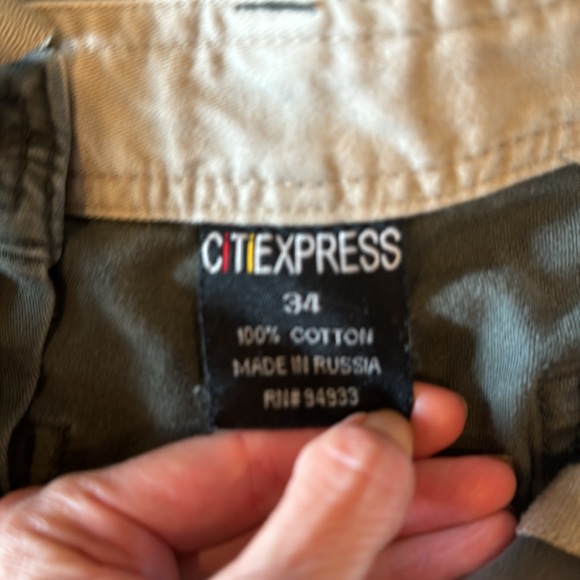 CiTiEXPRESS
34
100% COTTON
MADE IN RUSSIA
RN# 94933